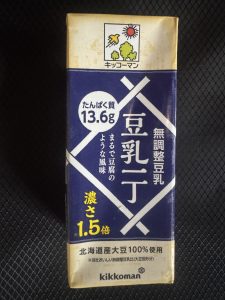 キッコーマン
たんぱく質
13.6g
無調整豆乳
豆乳一丁
まるで豆腐の
ような風味
濃さ
1.5倍
北海道産大豆100%使用
kikkoman